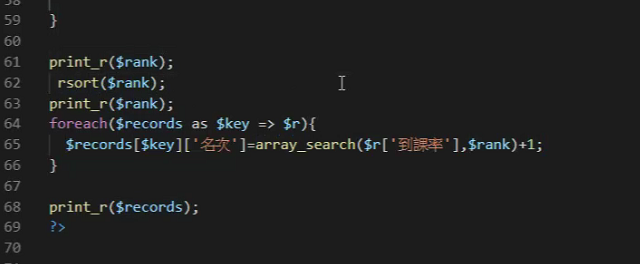 58
59 }
60
61 print_r($rank);
62 rsort($rank);
63 print_r($rank);
64 foreach($records as $key => $r){
65 $records[$key]['名次']=array_search($r['到課率'],$rank)+1;
66 }
67
68 print_r($records);
69 ?>
70